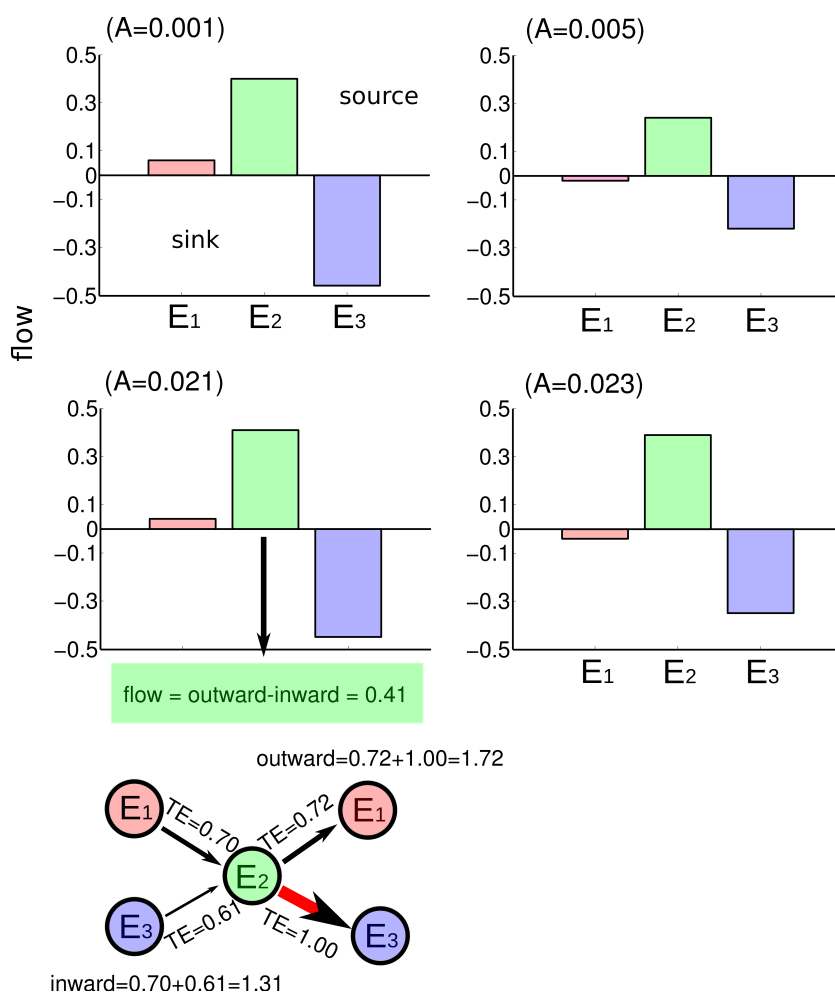 (A=0.001)
0.5
0.3
0.1
0
−0.1
−0.3
−0.5
source
sink
E1
E2
E3
(A=0.005)
0.5
0.3
0.1
0
−0.1
−0.3
−0.5
E1
E2
E3
flow
(A=0.021)
0.5
0.3
0.1
0
−0.1
−0.3
−0.5
(A=0.023)
0.5
0.3
0.1
0
−0.1
−0.3
−0.5
E1
E2
E3
flow = outward-inward = 0.41
outward=0.72+1.00=1.72
E1
TE=0.70
TE=0.72
E1
E2
E3
TE=0.61
TE=1.00
E3
inward=0.70+0.61=1.31